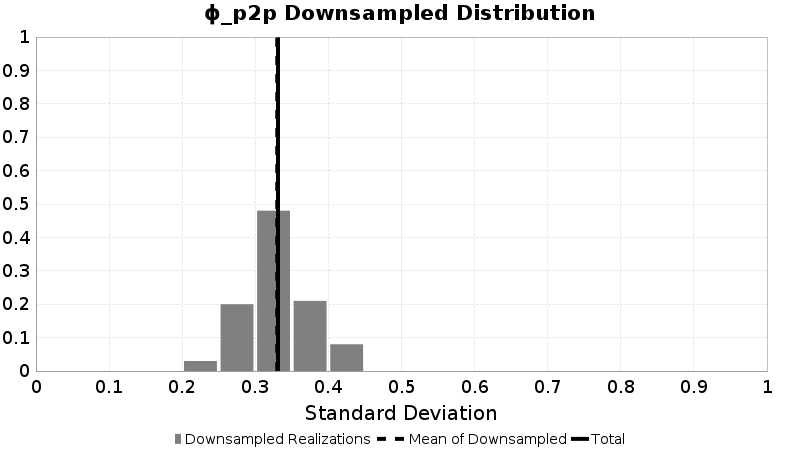 ϕ_p2p Downsampled Distribution
1
0.9
0.8
0.7
0.6
0.5
0.4
0.3
0.2
0.1
0
0 0.1 0.2 0.3 0.4 0.5 0.6 0.7 0.8 0.9 1
Standard Deviation
Downsampled Realizations Mean of Downsampled Total